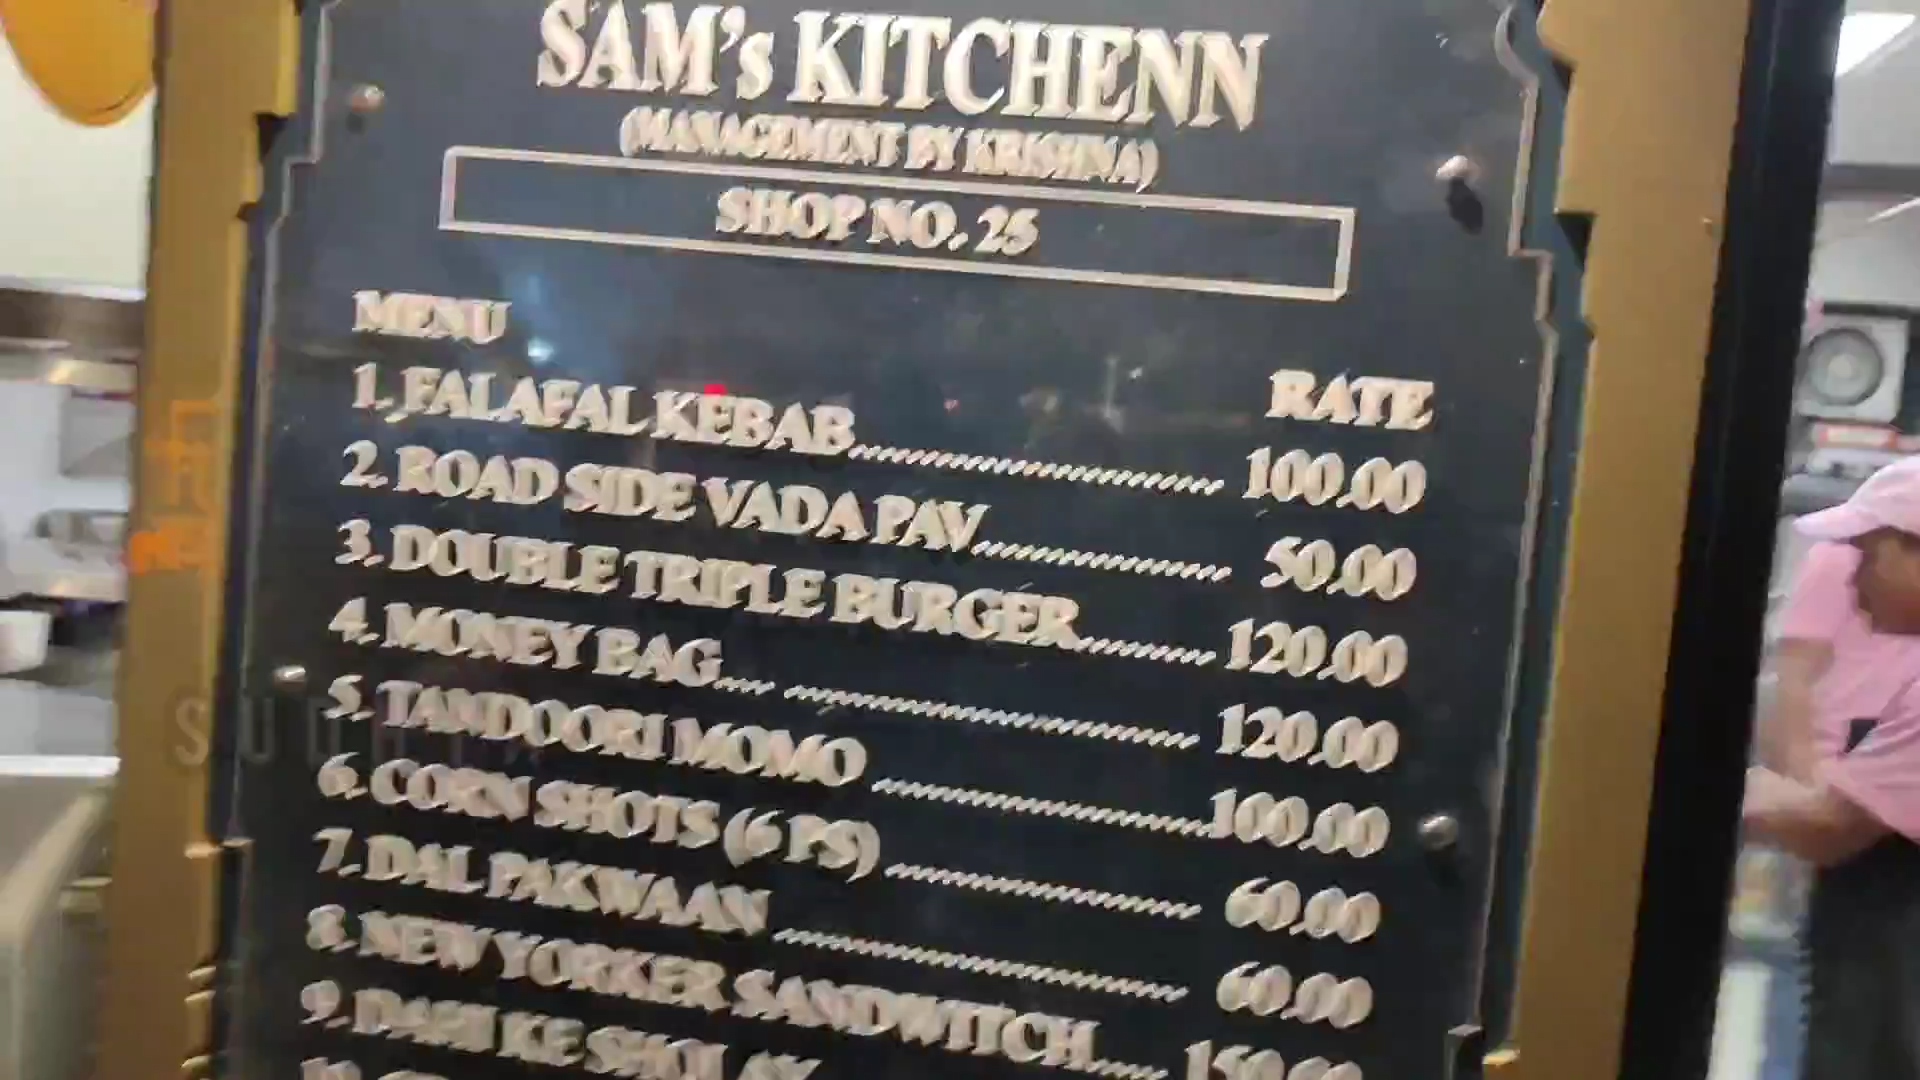 SAM's KITCHENN
(MANAGEMENT BY KRISHNA)
SHOP NO. 25
MENU
RATE
1. FALAFAL KEBAB 100.00
2. ROAD SIDE VADA PAV 50.00
3. DOUBLE TRIPLE BURGER 120.00
4. MONEY BAG 120.00
5. TANDOORI MOMO 100.00
6. CORN SHOTS (6 PS) 60.00
7. DAL PAKWAAN 60.00
8. NEW YORKER SANDWITCH 150.00
9. DAHI KE SHOLAY
10.